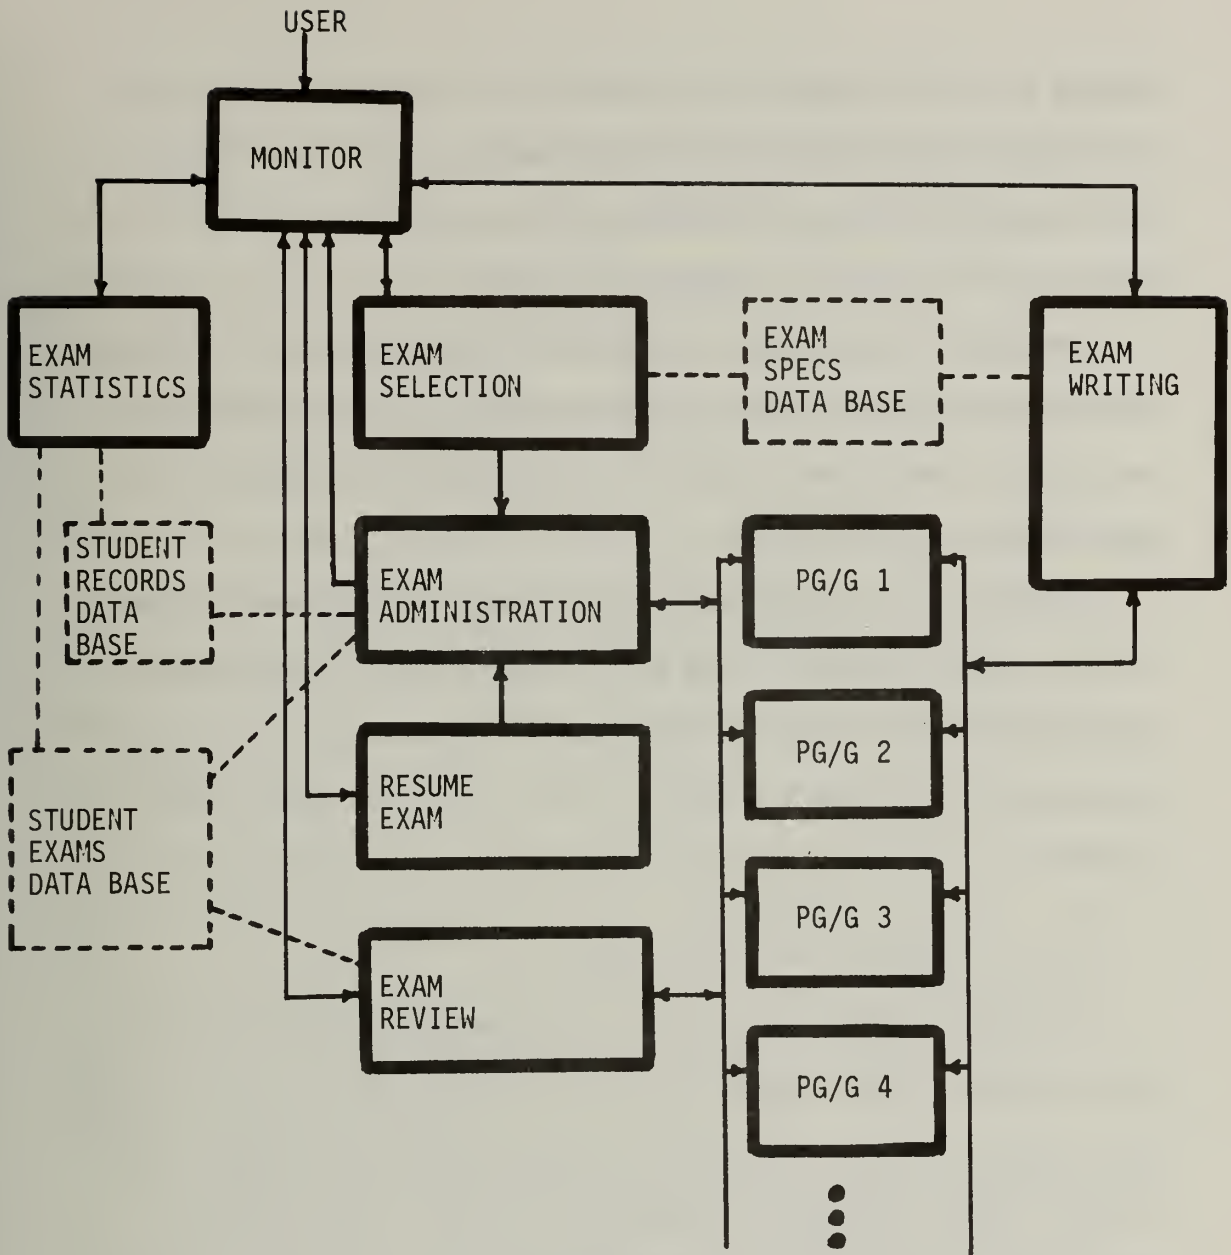 USER
MONITOR
EXAM
STATISTICS
EXAM
SELECTION
EXAM
SPECS
DATA BASE
EXAM
WRITING
STUDENT
RECORDS
DATA
BASE
EXAM
ADMINISTRATION
PG/G 1
PG/G 2
RESUME
EXAM
STUDENT
EXAMS
DATA BASE
PG/G 3
EXAM
REVIEW
PG/G 4